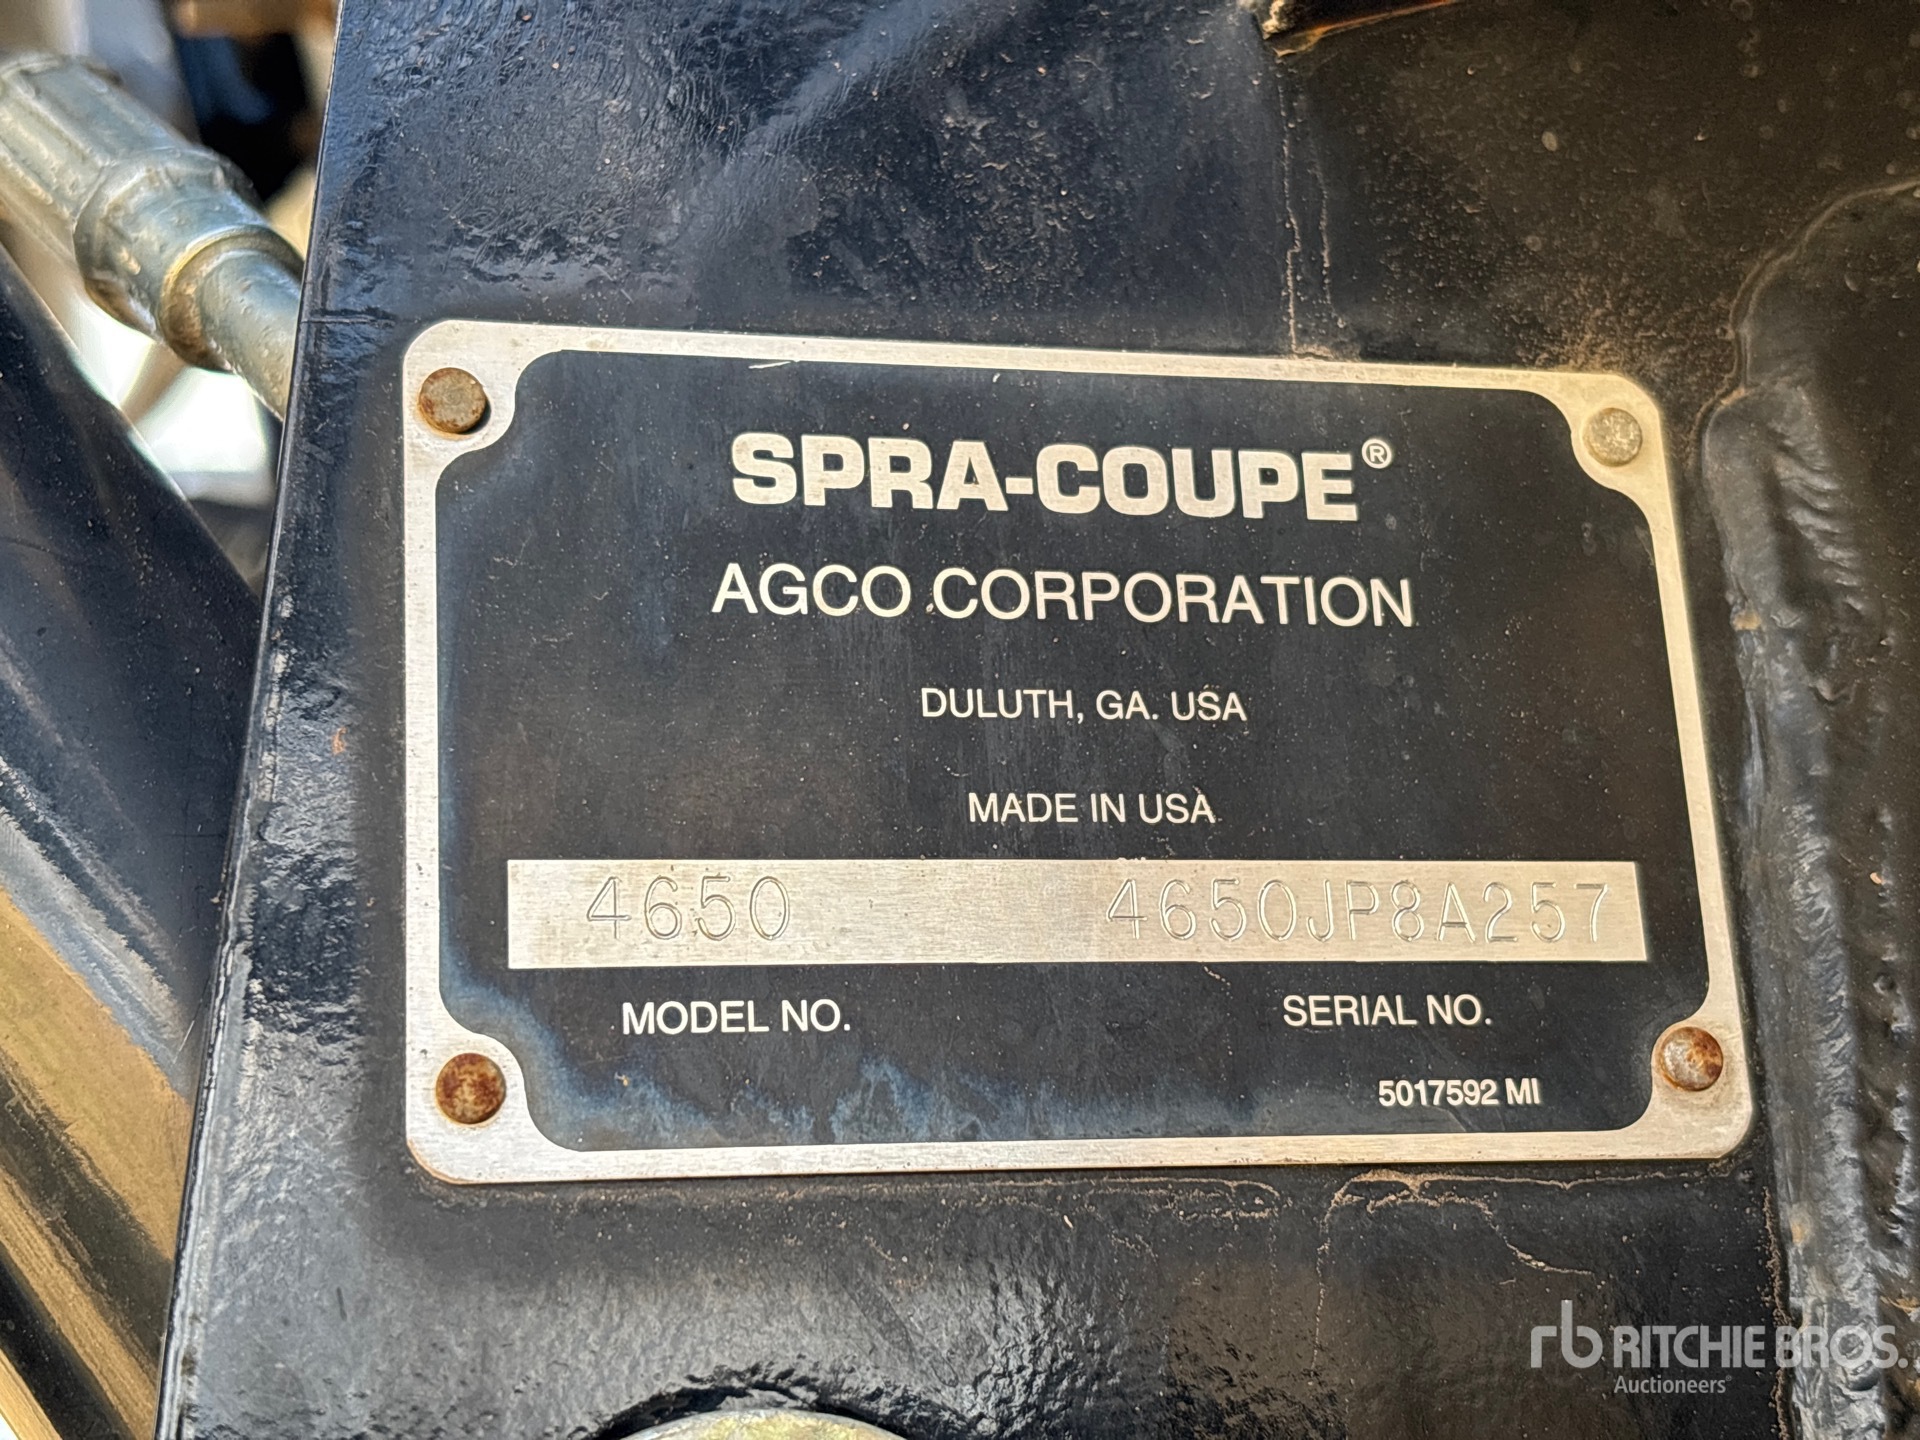 SPRA-COUPE®
AGCO CORPORATION
DULUTH, GA. USA
MADE IN USA
4650 4650JP8A257
MODEL NO. SERIAL NO.
5017592 MI
rb RITCHIE BROS.
Auctioneers